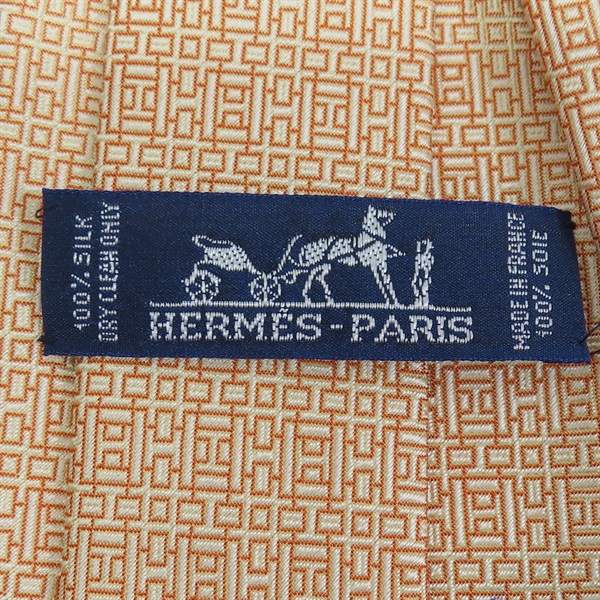 100% SILK
DRY CLEAN ONLY
HERMÈS-PARIS
MADE IN FRANCE
100% SOIE